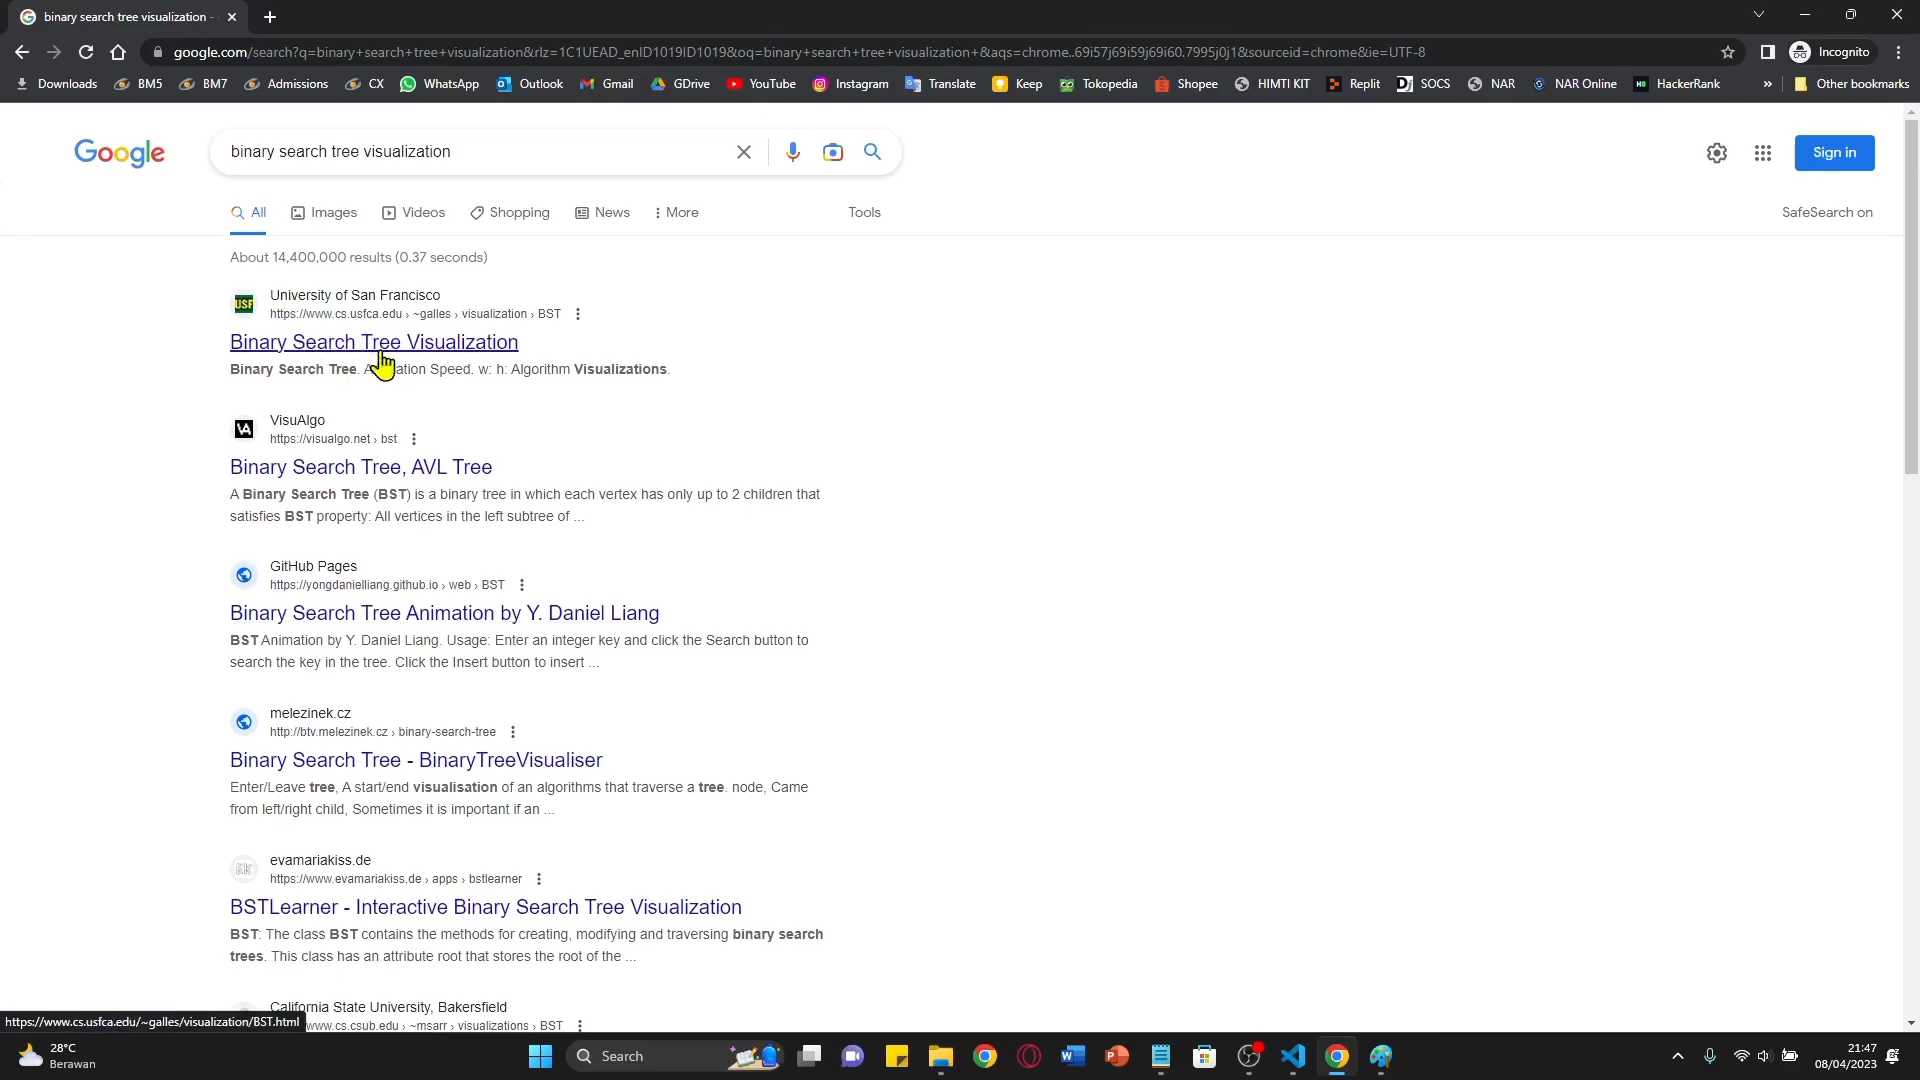 binary search tree visualization -
google.com/search?q=binary+search+tree+visualization&rlz=1C1UEAD_enID1019ID1019&oq=binary+search+tree+visualization+&aqs=chrome..69i57j69i59j69i60.7995j0j1&sourceid=chrome&ie=UTF-8
Incognito
Downloads BM5 BM7 Admissions CX WhatsApp Outlook Gmail GDrive YouTube Instagram Translate Keep Tokopedia Shopee HIMTI KIT Replit SOCS NAR NAR Online HackerRank » Other bookmarks
Google
binary search tree visualization
Sign in
All Images Videos Shopping News More Tools SafeSearch on
About 14,400,000 results (0.37 seconds)
USF
University of San Francisco
https://www.cs.usfca.edu › ~galles › visualization › BST
Binary Search Tree Visualization
Binary Search Tree. A ation Speed. w: h: Algorithm Visualizations.
VisuAlgo
https://visualgo.net › bst
Binary Search Tree, AVL Tree
A Binary Search Tree (BST) is a binary tree in which each vertex has only up to 2 children that
satisfies BST property: All vertices in the left subtree of ...
GitHub Pages
https://yongdanielliang.github.io › web › BST
Binary Search Tree Animation by Y. Daniel Liang
BST Animation by Y. Daniel Liang. Usage: Enter an integer key and click the Search button to
search the key in the tree. Click the Insert button to insert ...
melezinek.cz
http://btv.melezinek.cz › binary-search-tree
Binary Search Tree - BinaryTreeVisualiser
Enter/Leave tree, A start/end visualisation of an algorithms that traverse a tree. node, Came
from left/right child, Sometimes it is important if an ...
evamariakiss.de
https://www.evamariakiss.de › apps › bstlearner
BSTLearner - Interactive Binary Search Tree Visualization
BST: The class BST contains the methods for creating, modifying and traversing binary search
trees. This class has an attribute root that stores the root of the ...
California State University, Bakersfield
www.cs.csub.edu › ~msarr › visualizations › BST
https://www.cs.usfca.edu/~galles/visualization/BST.html
28°C
Berawan
Search
21:47
08/04/2023